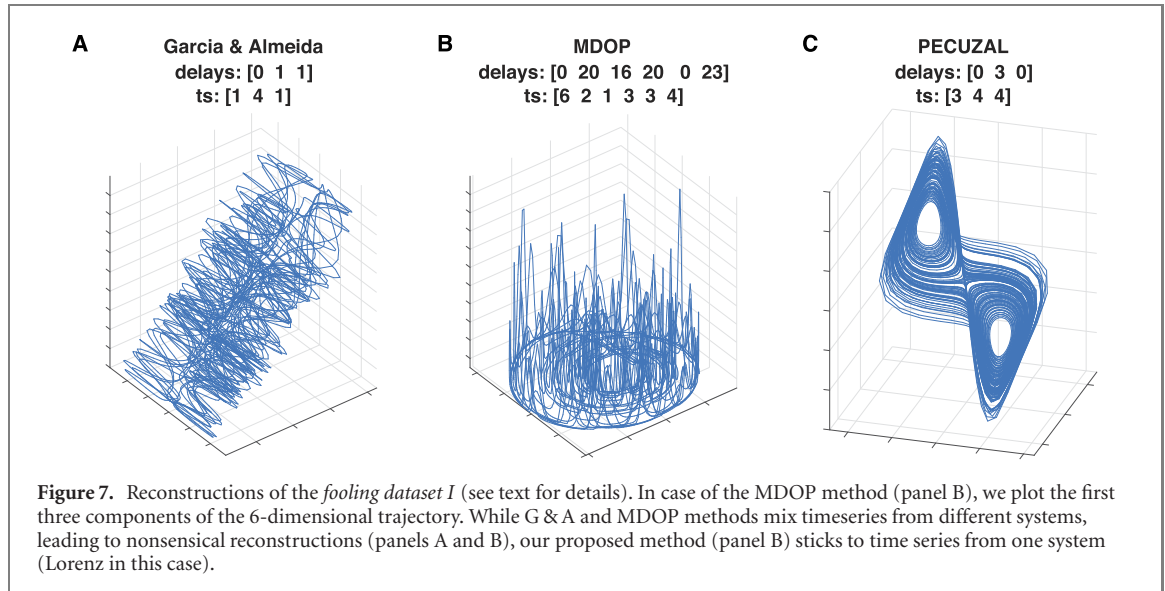 A
Garcia & Almeida
delays: [0 1 1]
ts: [1 4 1]
B
MDOP
delays: [0 20 16 20 0 23]
ts: [6 2 1 3 3 4]
C
PECUZAL
delays: [0 3 0]
ts: [3 4 4]
Figure 7. Reconstructions of the fooling dataset I (see text for details). In case of the MDOP method (panel B), we plot the first
three components of the 6-dimensional trajectory. While G & A and MDOP methods mix timeseries from different systems,
leading to nonsensical reconstructions (panels A and B), our proposed method (panel B) sticks to time series from one system
(Lorenz in this case).